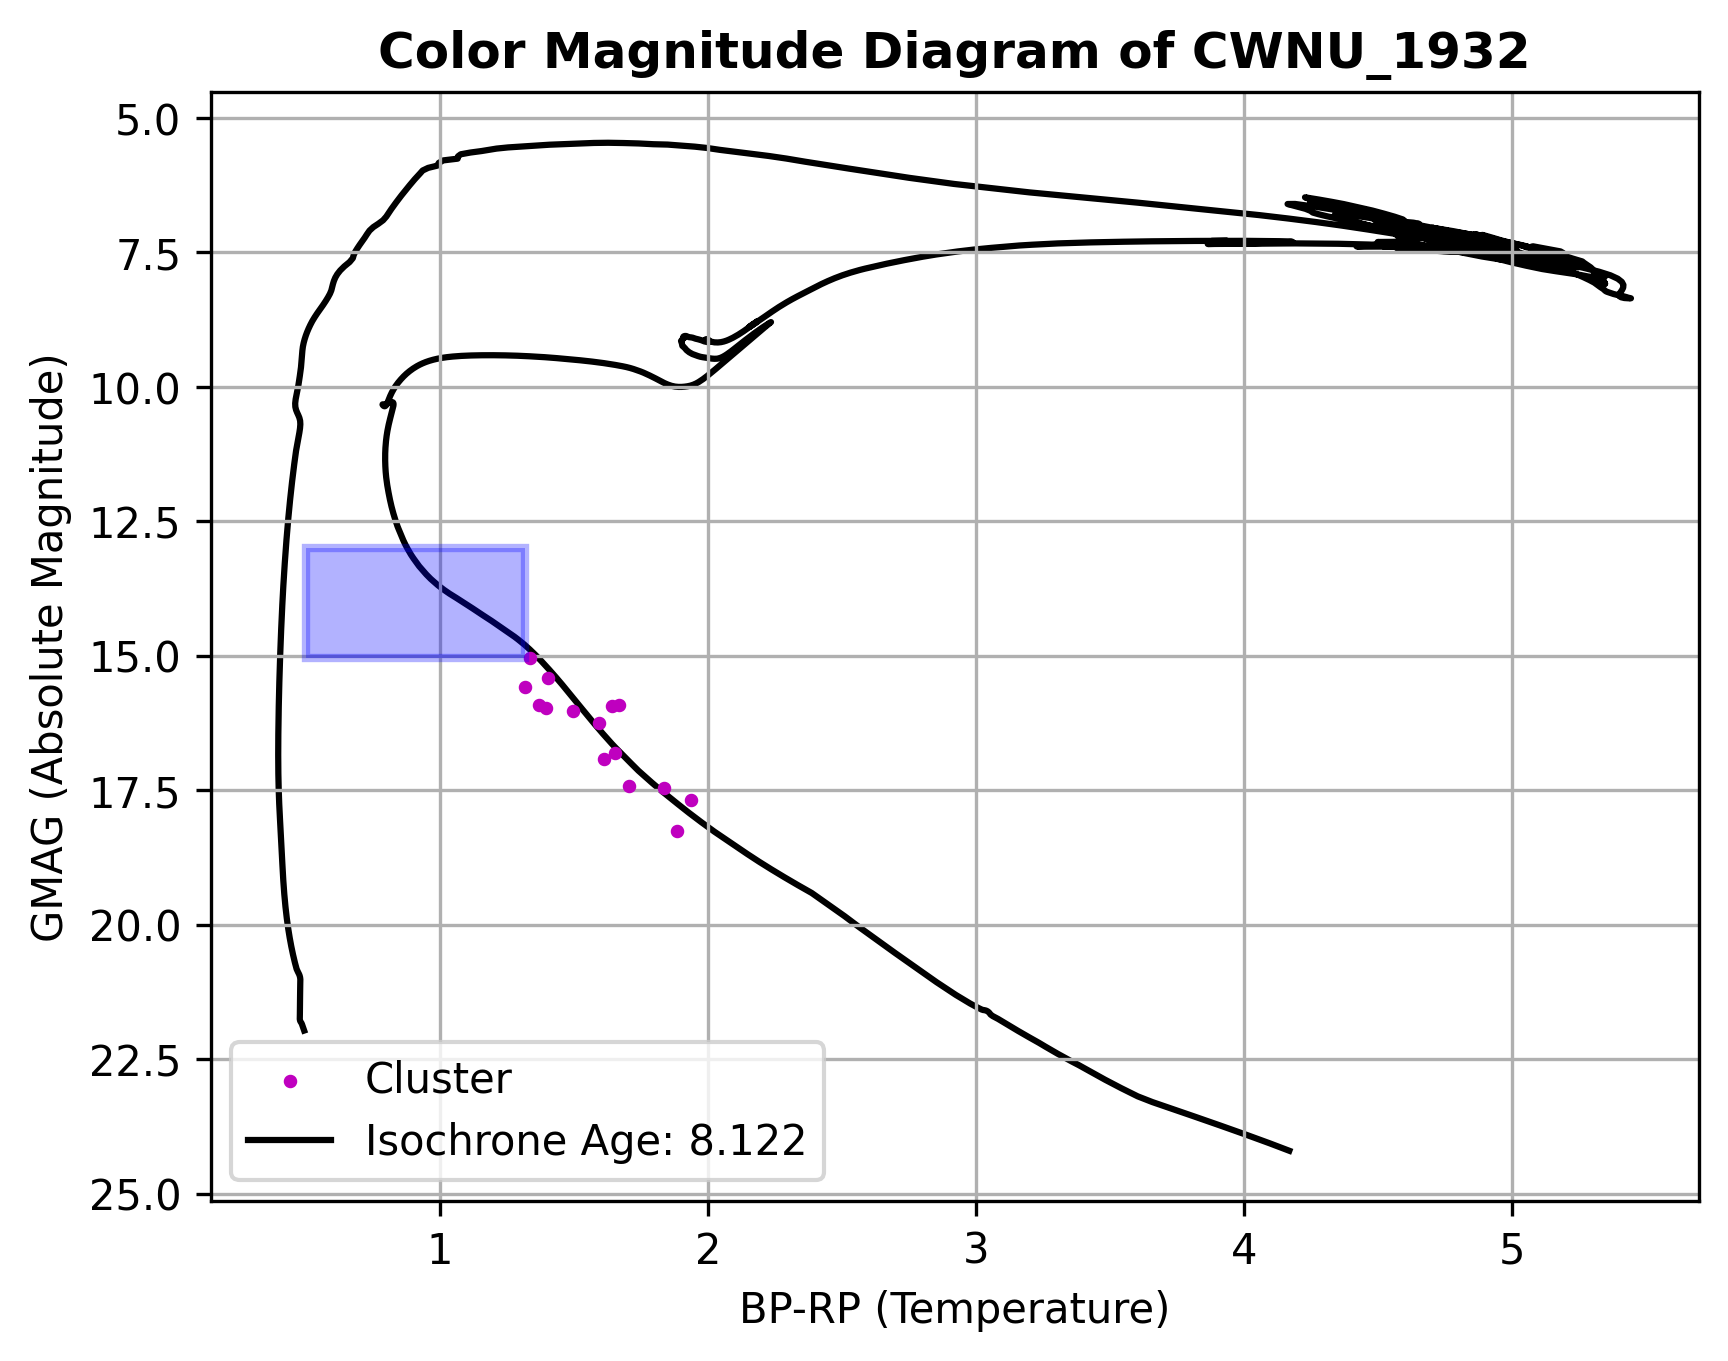 Color Magnitude Diagram of CWNU_1932
GMAG (Absolute Magnitude)
5.0
7.5
10.0
12.5
15.0
17.5
20.0
22.5
25.0
Cluster
Isochrone Age: 8.122
1 2 3 4 5
BP-RP (Temperature)